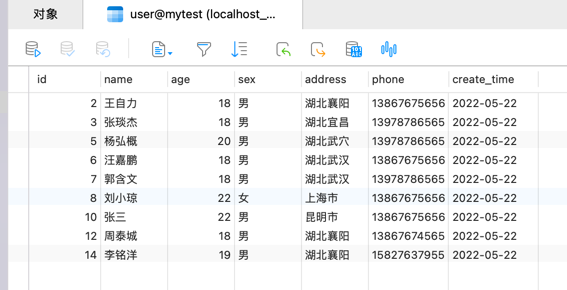 对象 user@mytest (localhost_...
id name age sex address phone create_time
2 王自力 18 男 湖北襄阳 13867675656 2022-05-22
3 张琰杰 18 男 湖北宜昌 13978786565 2022-05-22
5 杨弘概 20 男 湖北武穴 13978786565 2022-05-22
6 汪嘉鹏 18 男 湖北武汉 13867675656 2022-05-22
7 郭含文 18 男 湖北武汉 13978786565 2022-05-22
8 刘小琼 22 女 上海市 13867675656 2022-05-22
10 张三 22 男 昆明市 13867675656 2022-05-22
12 周泰城 18 男 湖北襄阳 13867674565 2022-05-22
14 李铭洋 19 男 湖北襄阳 15827637955 2022-05-22